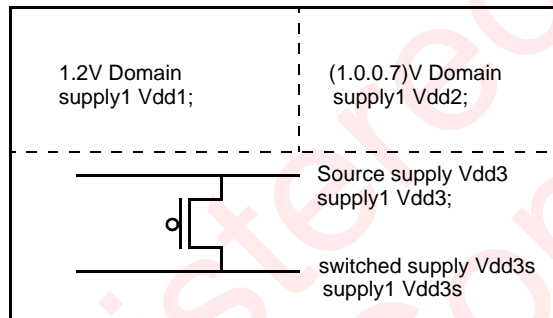 1.2V Domain
supply1 Vdd1;
(1.0.0.7)V Domain
supply1 Vdd2;
Source supply Vdd3
supply1 Vdd3;
switched supply Vdd3s
supply1 Vdd3s